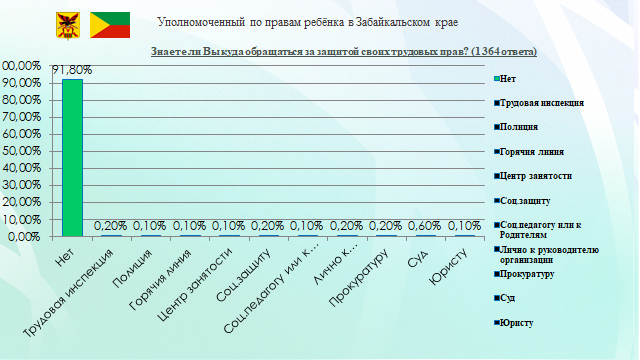 Уполномоченный по правам ребёнка в Забайкальском крае
Знаете ли Вы куда обращаться за защитой своих трудовых прав? (1364 ответа)
00,00%
90,00%
80,00%
70,00%
60,00%
50,00%
40,00%
30,00%
20,00%
10,00%
0,00%
91,80%
0,20%
0,10%
0,10%
0,10%
0,20%
0,10%
0,20%
0,20%
0,60%
0,10%
Нет
Трудовая инспекция
Полиция
Горячия линия
Центр занятости
Соц.защиту
Соц.педагогу или к…
Лично к…
Прокуратуру
Суд
Юристу
Нет
Трудовая инспекция
Полиция
Горячия линия
Центр занятости
Соц.защиту
Соц.педагогу или к
Родителям
Лично к руководителю
организации
Прокуратуру
Суд
Юристу